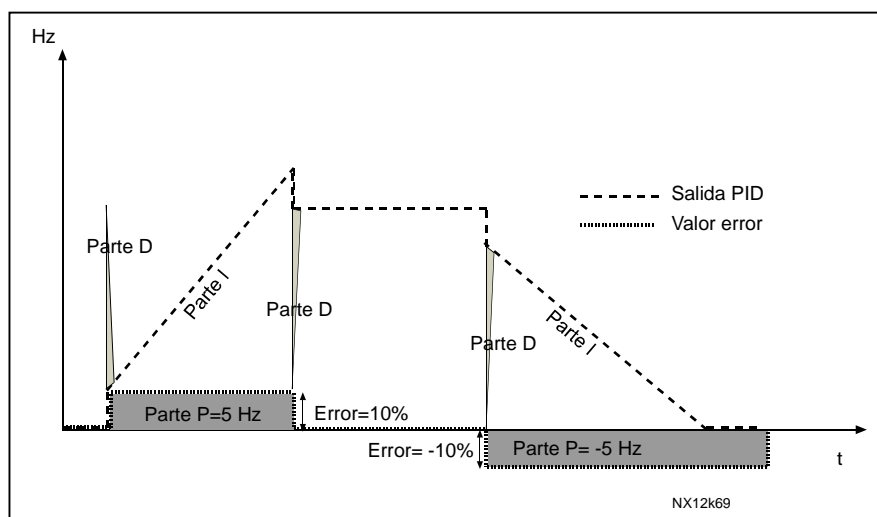 Hz
Salida PID
Valor error
Parte D
Parte I
Parte D
Parte D
Parte I
Parte P=5 Hz
Error=10%
Error= -10%
Parte P= -5 Hz
t
NX12k69